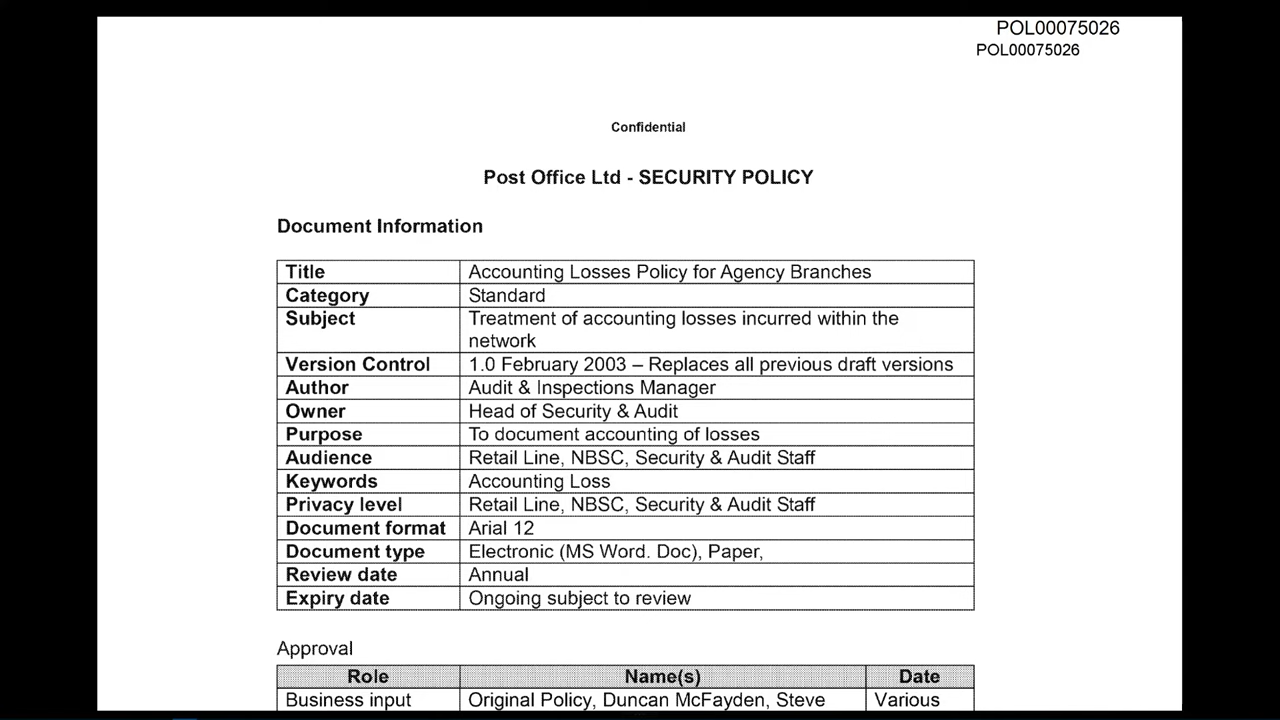 POL00075026
POL00075026
Confidential
Post Office Ltd - SECURITY POLICY
Document Information
Title Accounting Losses Policy for Agency Branches
Category Standard
Subject Treatment of accounting losses incurred within the
network
Version Control 1.0 February 2003 – Replaces all previous draft versions
Author Audit & Inspections Manager
Owner Head of Security & Audit
Purpose To document accounting of losses
Audience Retail Line, NBSC, Security & Audit Staff
Keywords Accounting Loss
Privacy level Retail Line, NBSC, Security & Audit Staff
Document format Arial 12
Document type Electronic (MS Word. Doc), Paper,
Review date Annual
Expiry date Ongoing subject to review
Approval
Role Name(s) Date
Business input Original Policy, Duncan McFayden, Steve Various